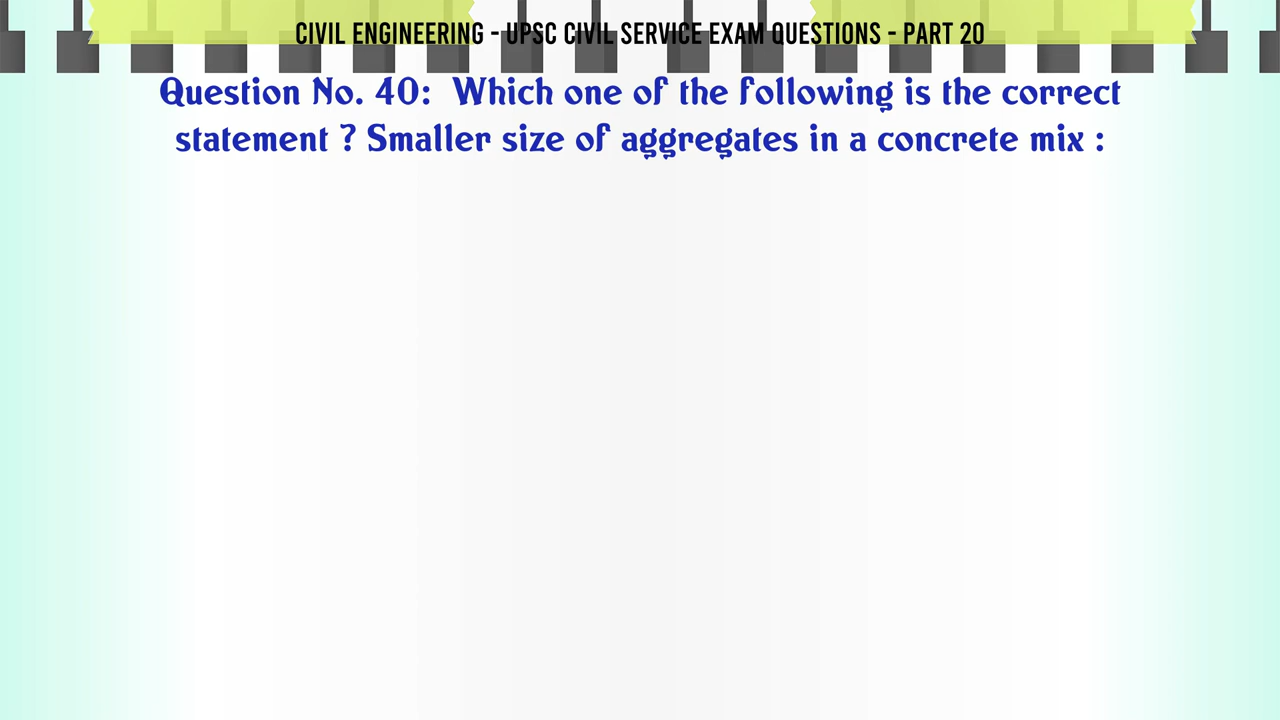 CIVIL ENGINEERING - UPSC CIVIL SERVICE EXAM QUESTIONS - PART 20
Question No. 40: Which one of the following is the correct
statement ? Smaller size of aggregates in a concrete mix :